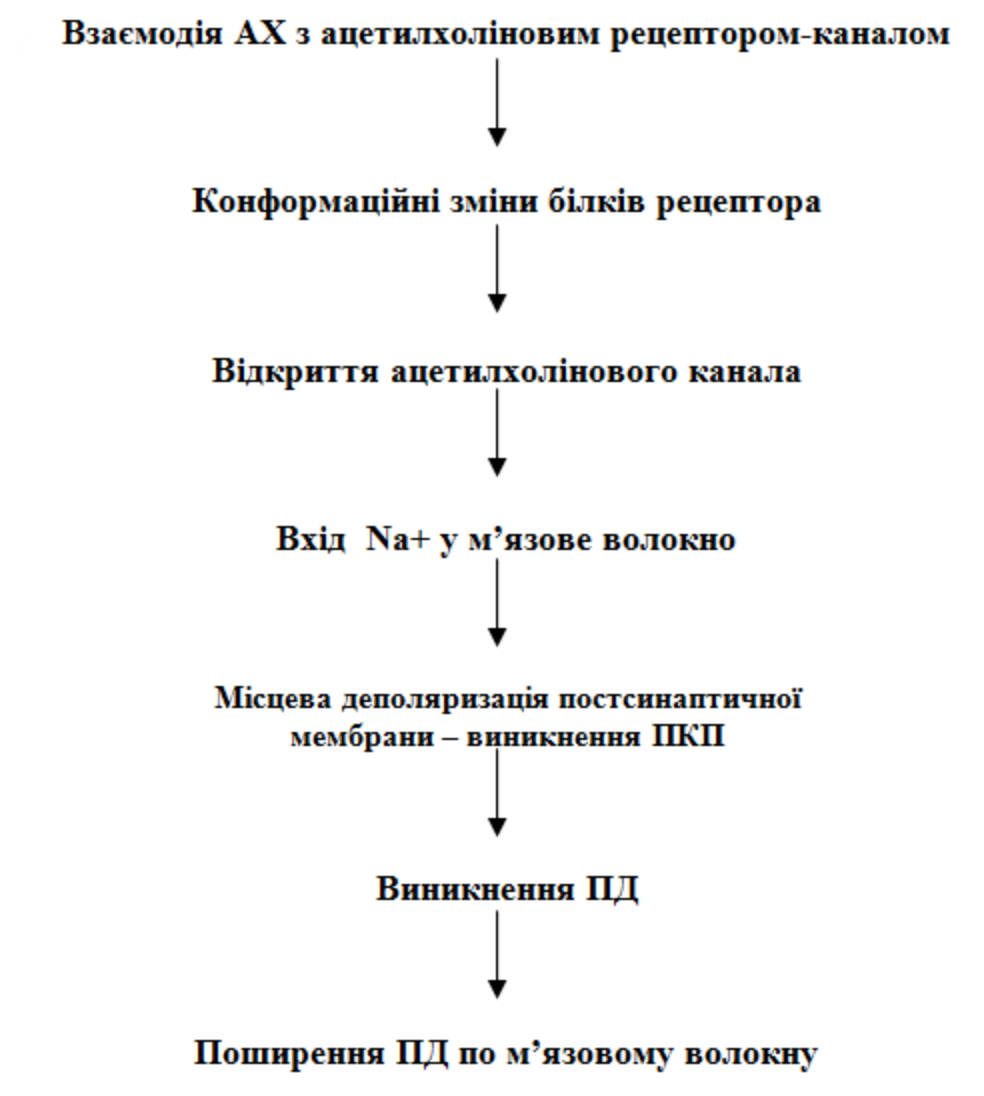 Взаємодія АХ з ацетилхоліновим рецептором-каналом
Конформаційні зміни білків рецептора
Відкриття ацетилхолінового канала
Вхід Na+ у м’язове волокно
Місцева деполяризація постсинаптичної
мембрани – виникнення ПКП
Виникнення ПД
Поширення ПД по м’язовому волокну